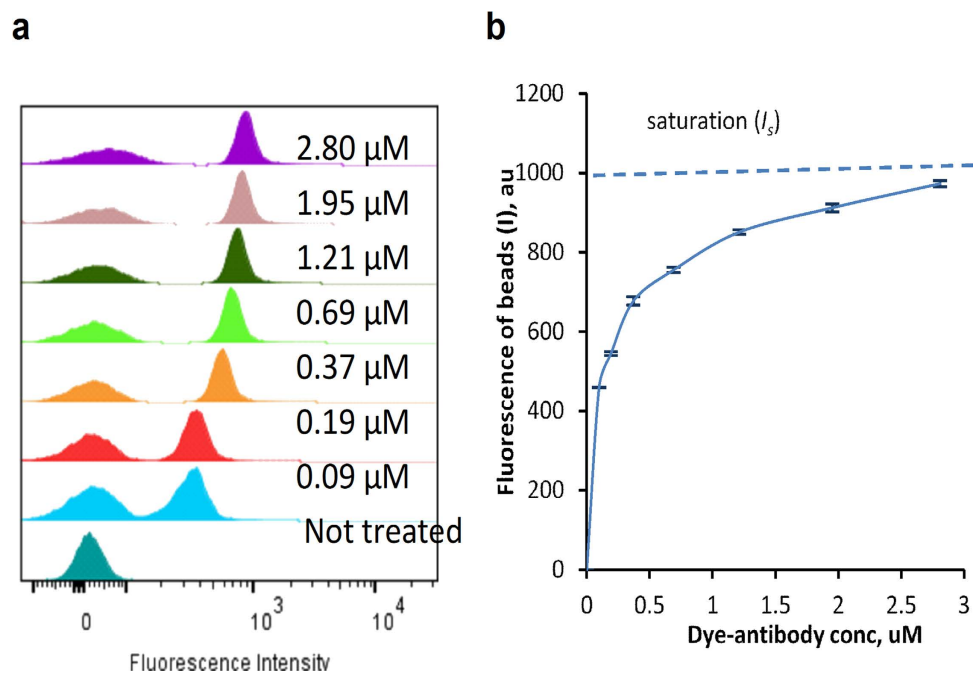 a
2.80 µM
1.95 µM
1.21 µM
0.69 µM
0.37 µM
0.19 µM
0.09 µM
Not treated
0
10³
10⁴
Fluorescence Intensity
b
1200
1000
800
600
400
200
0
saturation (Iₛ)
Fluorescence of beads (I), au
0
0.5
1
1.5
2
2.5
3
Dye-antibody conc, uM